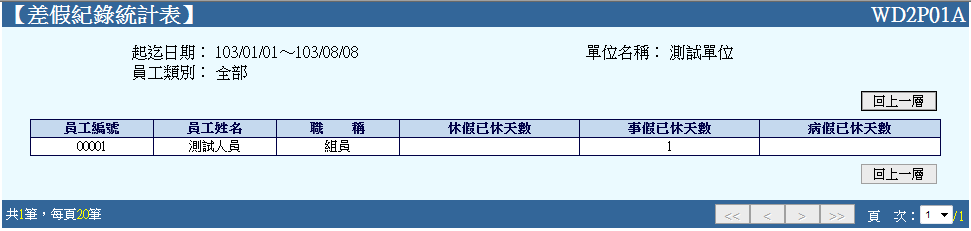 【差假紀錄統計表】 WD2P01A
起迄日期： 103/01/01～103/08/08 單位名稱： 測試單位
員工類別： 全部
回上一層
員工編號 員工姓名 職　稱 休假已休天數 事假已休天數 病假已休天數
00001 測試人員 組員 1
回上一層
共1筆，每頁20筆 << < > >> 頁　次： 1 /1